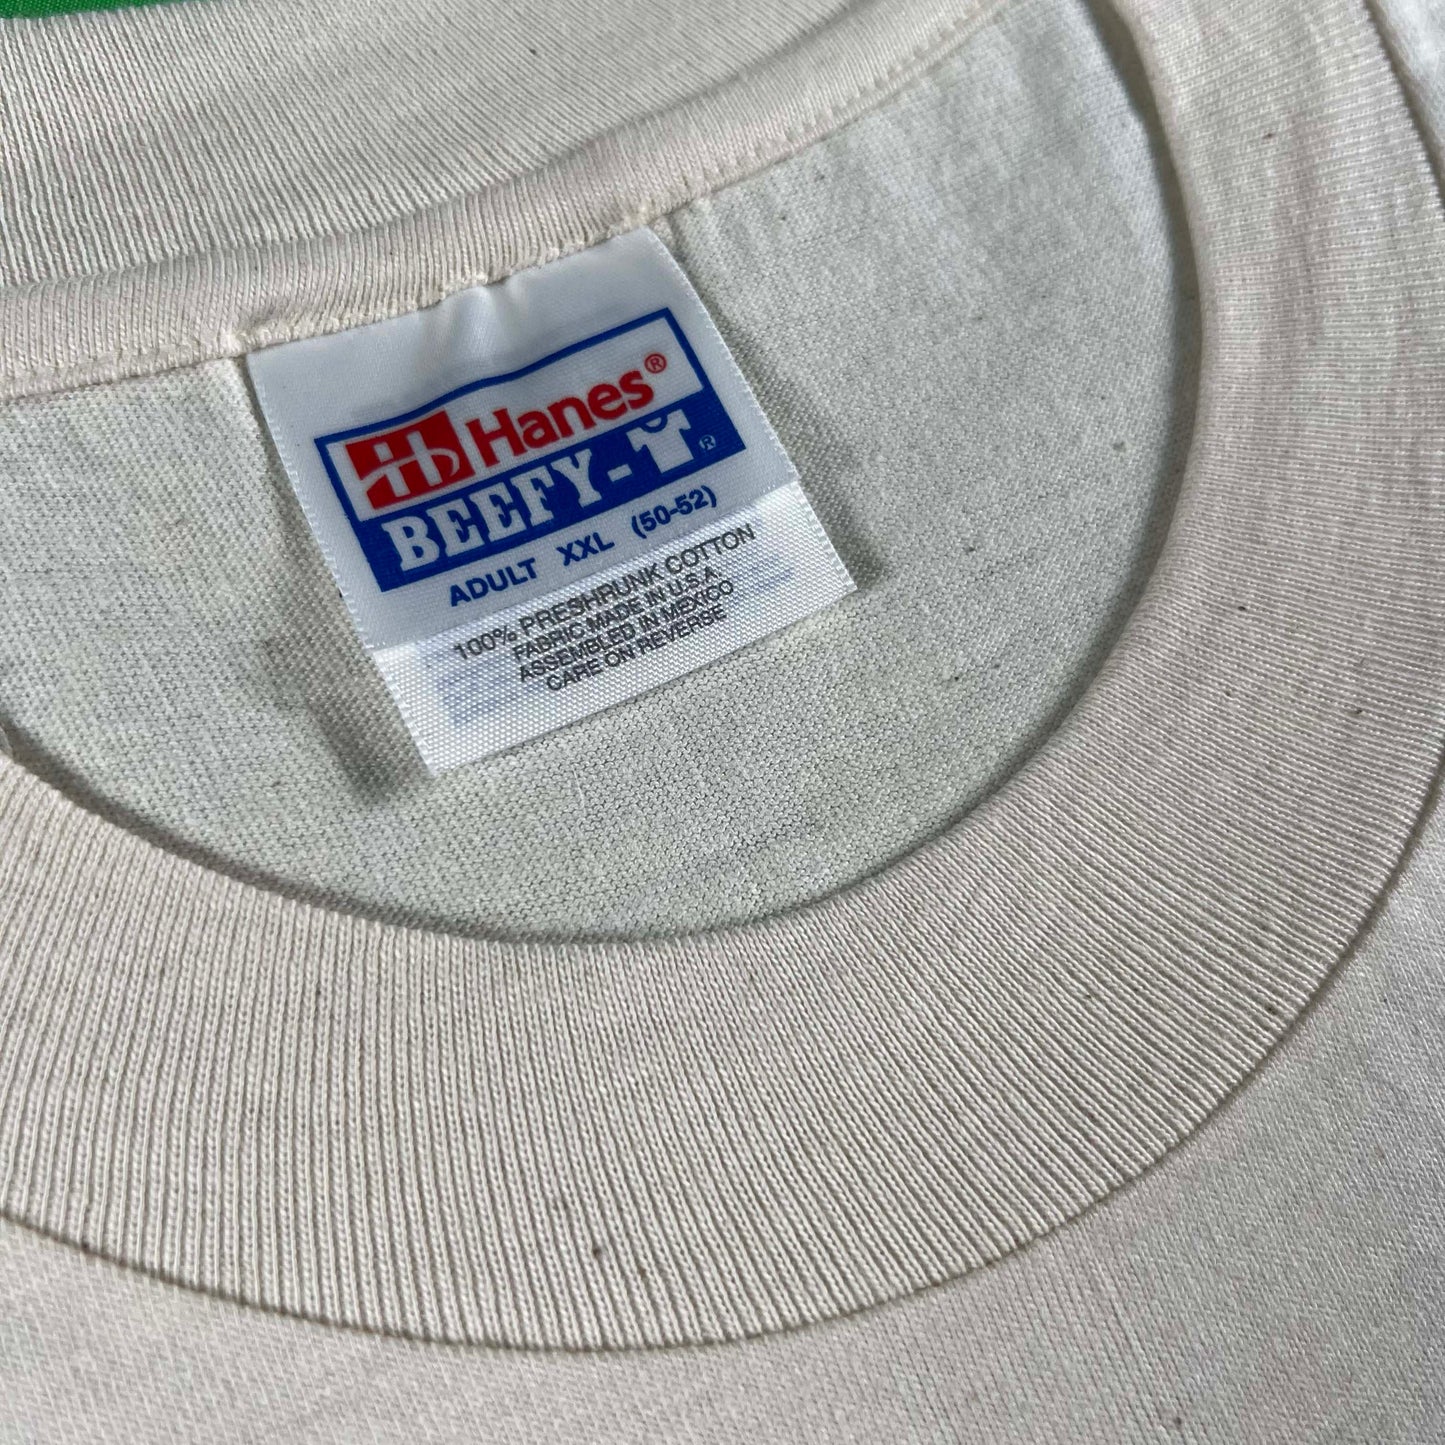 Hanes®
BEEFY-T®
ADULT XXL (50-52)
100% PRESHRUNK COTTON
FABRIC MADE IN U.S.A.
ASSEMBLED IN MEXICO
CARE ON REVERSE